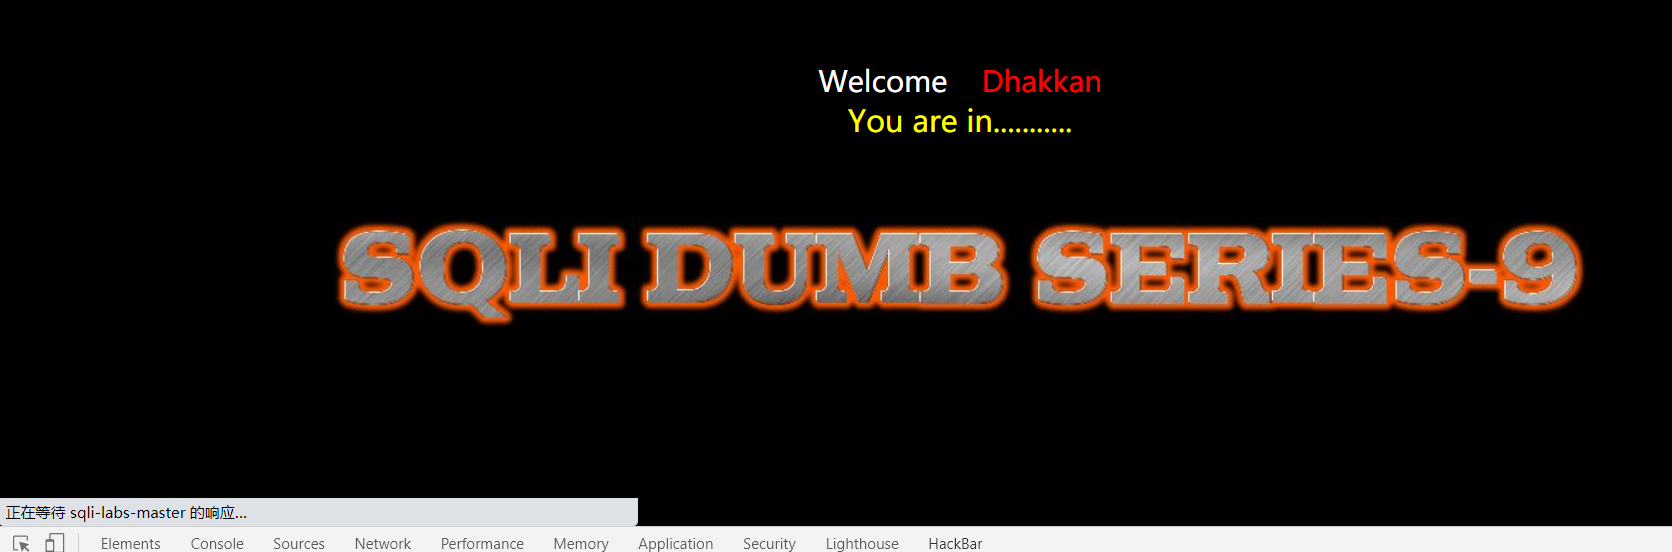 Welcome Dhakkan
You are in...........
SQLI DUMB SERIES-9
正在等待 sqli-labs-master 的响应...
Elements Console Sources Network Performance Memory Application Security Lighthouse HackBar